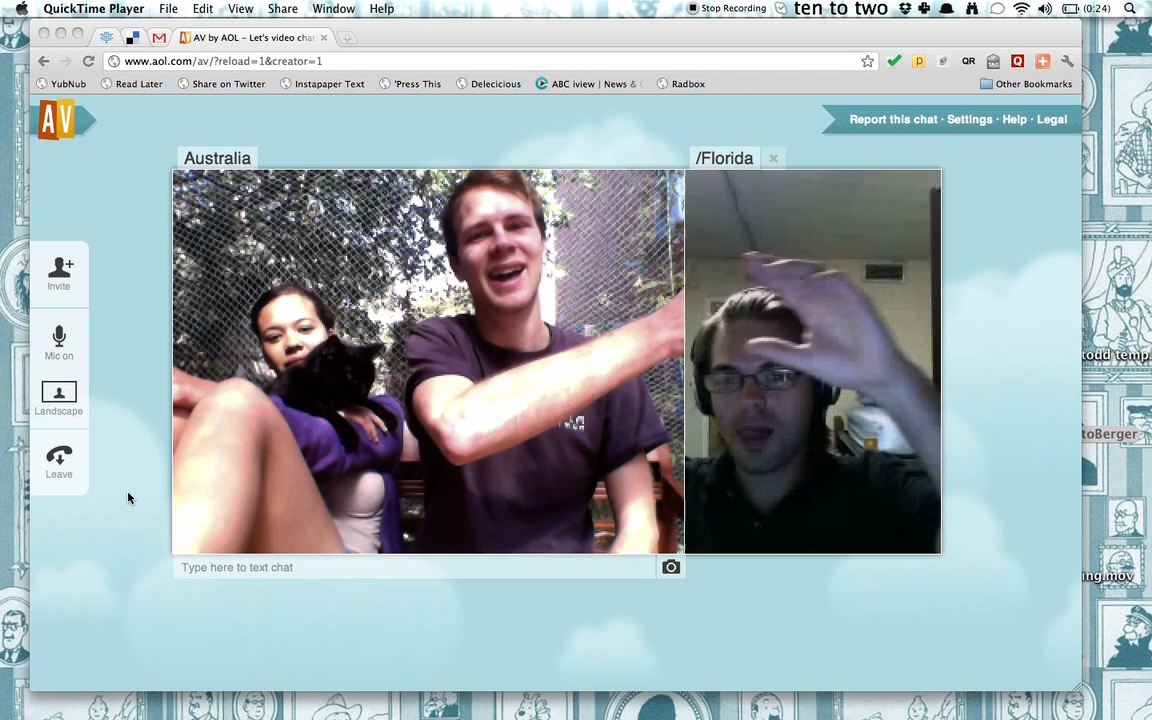 QuickTime Player File Edit View Share Window Help Stop Recording ten to two (0:24)
AV by AOL – Let's video chat
www.aol.com/av/?reload=1&creator=1 QR
YubNub Read Later Share on Twitter Instapaper Text 'Press This Delecicious ABC iview | News & Radbox Other Bookmarks
AV
Report this chat · Settings · Help · Legal
Australia /Florida
Invite
Mic on
Landscape
Leave
Type here to text chat
todd temp.
toBerger
ing.mov